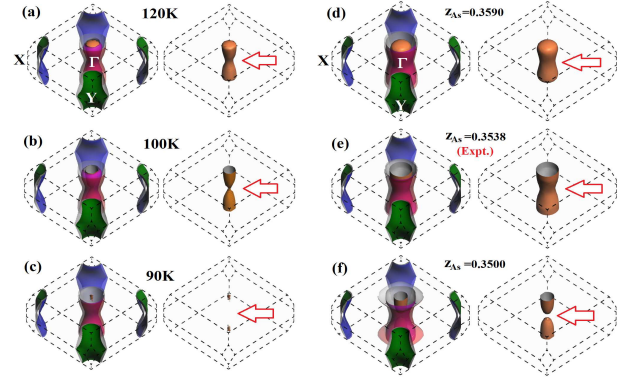 (a) 120K
X Γ
Y
(b) 100K
(c) 90K
(d) z_As=0.3590
X Γ
Y
(e) z_As=0.3538
(Expt.)
(f) z_As=0.3500